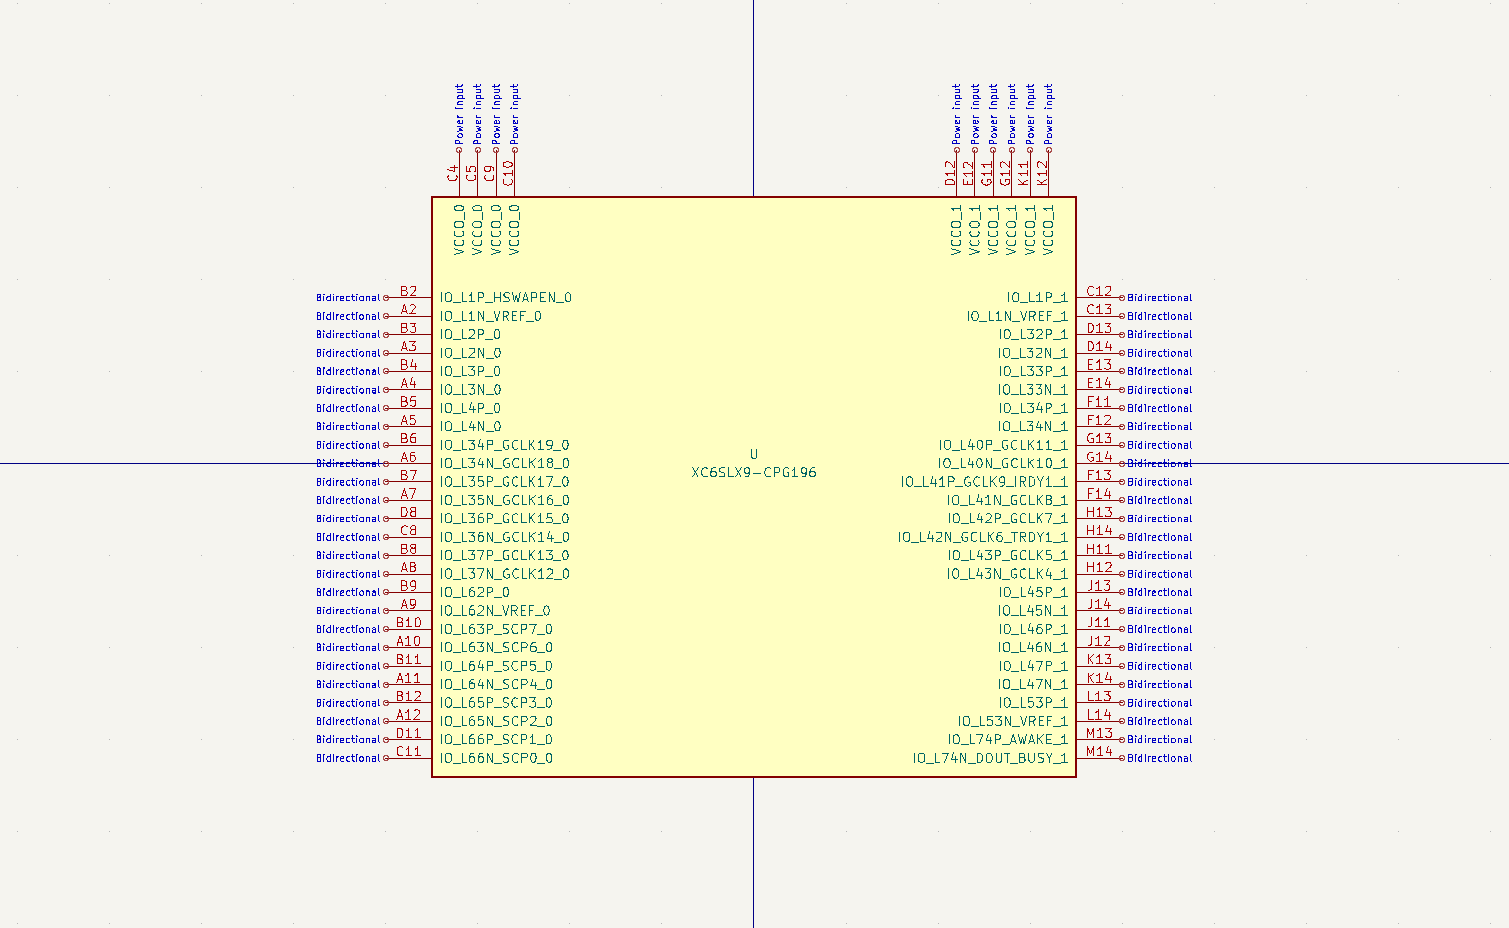 Power input Power input Power input Power input Power input Power input Power input Power input Power input Power input
C4 C5 C9 C10 D12 E12 G11 G12 K11 K12
VCCO_0 VCCO_0 VCCO_0 VCCO_0 VCCO_1 VCCO_1 VCCO_1 VCCO_1 VCCO_1 VCCO_1
Bidirectional B2 IO_L1P_HSWAPEN_0 IO_L1P_1 C12 Bidirectional
Bidirectional A2 IO_L1N_VREF_0 IO_L1N_VREF_1 C13 Bidirectional
Bidirectional B3 IO_L2P_0 IO_L32P_1 D13 Bidirectional
Bidirectional A3 IO_L2N_0 IO_L32N_1 D14 Bidirectional
Bidirectional B4 IO_L3P_0 IO_L33P_1 E13 Bidirectional
Bidirectional A4 IO_L3N_0 IO_L33N_1 E14 Bidirectional
Bidirectional B5 IO_L4P_0 IO_L34P_1 F11 Bidirectional
Bidirectional A5 IO_L4N_0 IO_L34N_1 F12 Bidirectional
Bidirectional B6 IO_L34P_GCLK19_0 IO_L40P_GCLK11_1 G13 Bidirectional
U
Bidirectional A6 IO_L34N_GCLK18_0 IO_L40N_GCLK10_1 G14 Bidirectional
XC6SLX9-CPG196
Bidirectional B7 IO_L35P_GCLK17_0 IO_L41P_GCLK9_IRDY1_1 F13 Bidirectional
Bidirectional A7 IO_L35N_GCLK16_0 IO_L41N_GCLK8_1 F14 Bidirectional
Bidirectional D8 IO_L36P_GCLK15_0 IO_L42P_GCLK7_1 H13 Bidirectional
Bidirectional C8 IO_L36N_GCLK14_0 IO_L42N_GCLK6_TRDY1_1 H14 Bidirectional
Bidirectional B8 IO_L37P_GCLK13_0 IO_L43P_GCLK5_1 H11 Bidirectional
Bidirectional A8 IO_L37N_GCLK12_0 IO_L43N_GCLK4_1 H12 Bidirectional
Bidirectional B9 IO_L62P_0 IO_L45P_1 J13 Bidirectional
Bidirectional A9 IO_L62N_VREF_0 IO_L45N_1 J14 Bidirectional
Bidirectional B10 IO_L63P_SCP7_0 IO_L46P_1 J11 Bidirectional
Bidirectional A10 IO_L63N_SCP6_0 IO_L46N_1 J12 Bidirectional
Bidirectional B11 IO_L64P_SCP5_0 IO_L47P_1 K13 Bidirectional
Bidirectional A11 IO_L64N_SCP4_0 IO_L47N_1 K14 Bidirectional
Bidirectional B12 IO_L65P_SCP3_0 IO_L53P_1 L13 Bidirectional
Bidirectional A12 IO_L65N_SCP2_0 IO_L53N_VREF_1 L14 Bidirectional
Bidirectional D11 IO_L66P_SCP1_0 IO_L74P_AWAKE_1 M13 Bidirectional
Bidirectional C11 IO_L66N_SCP0_0 IO_L74N_DOUT_BUSY_1 M14 Bidirectional